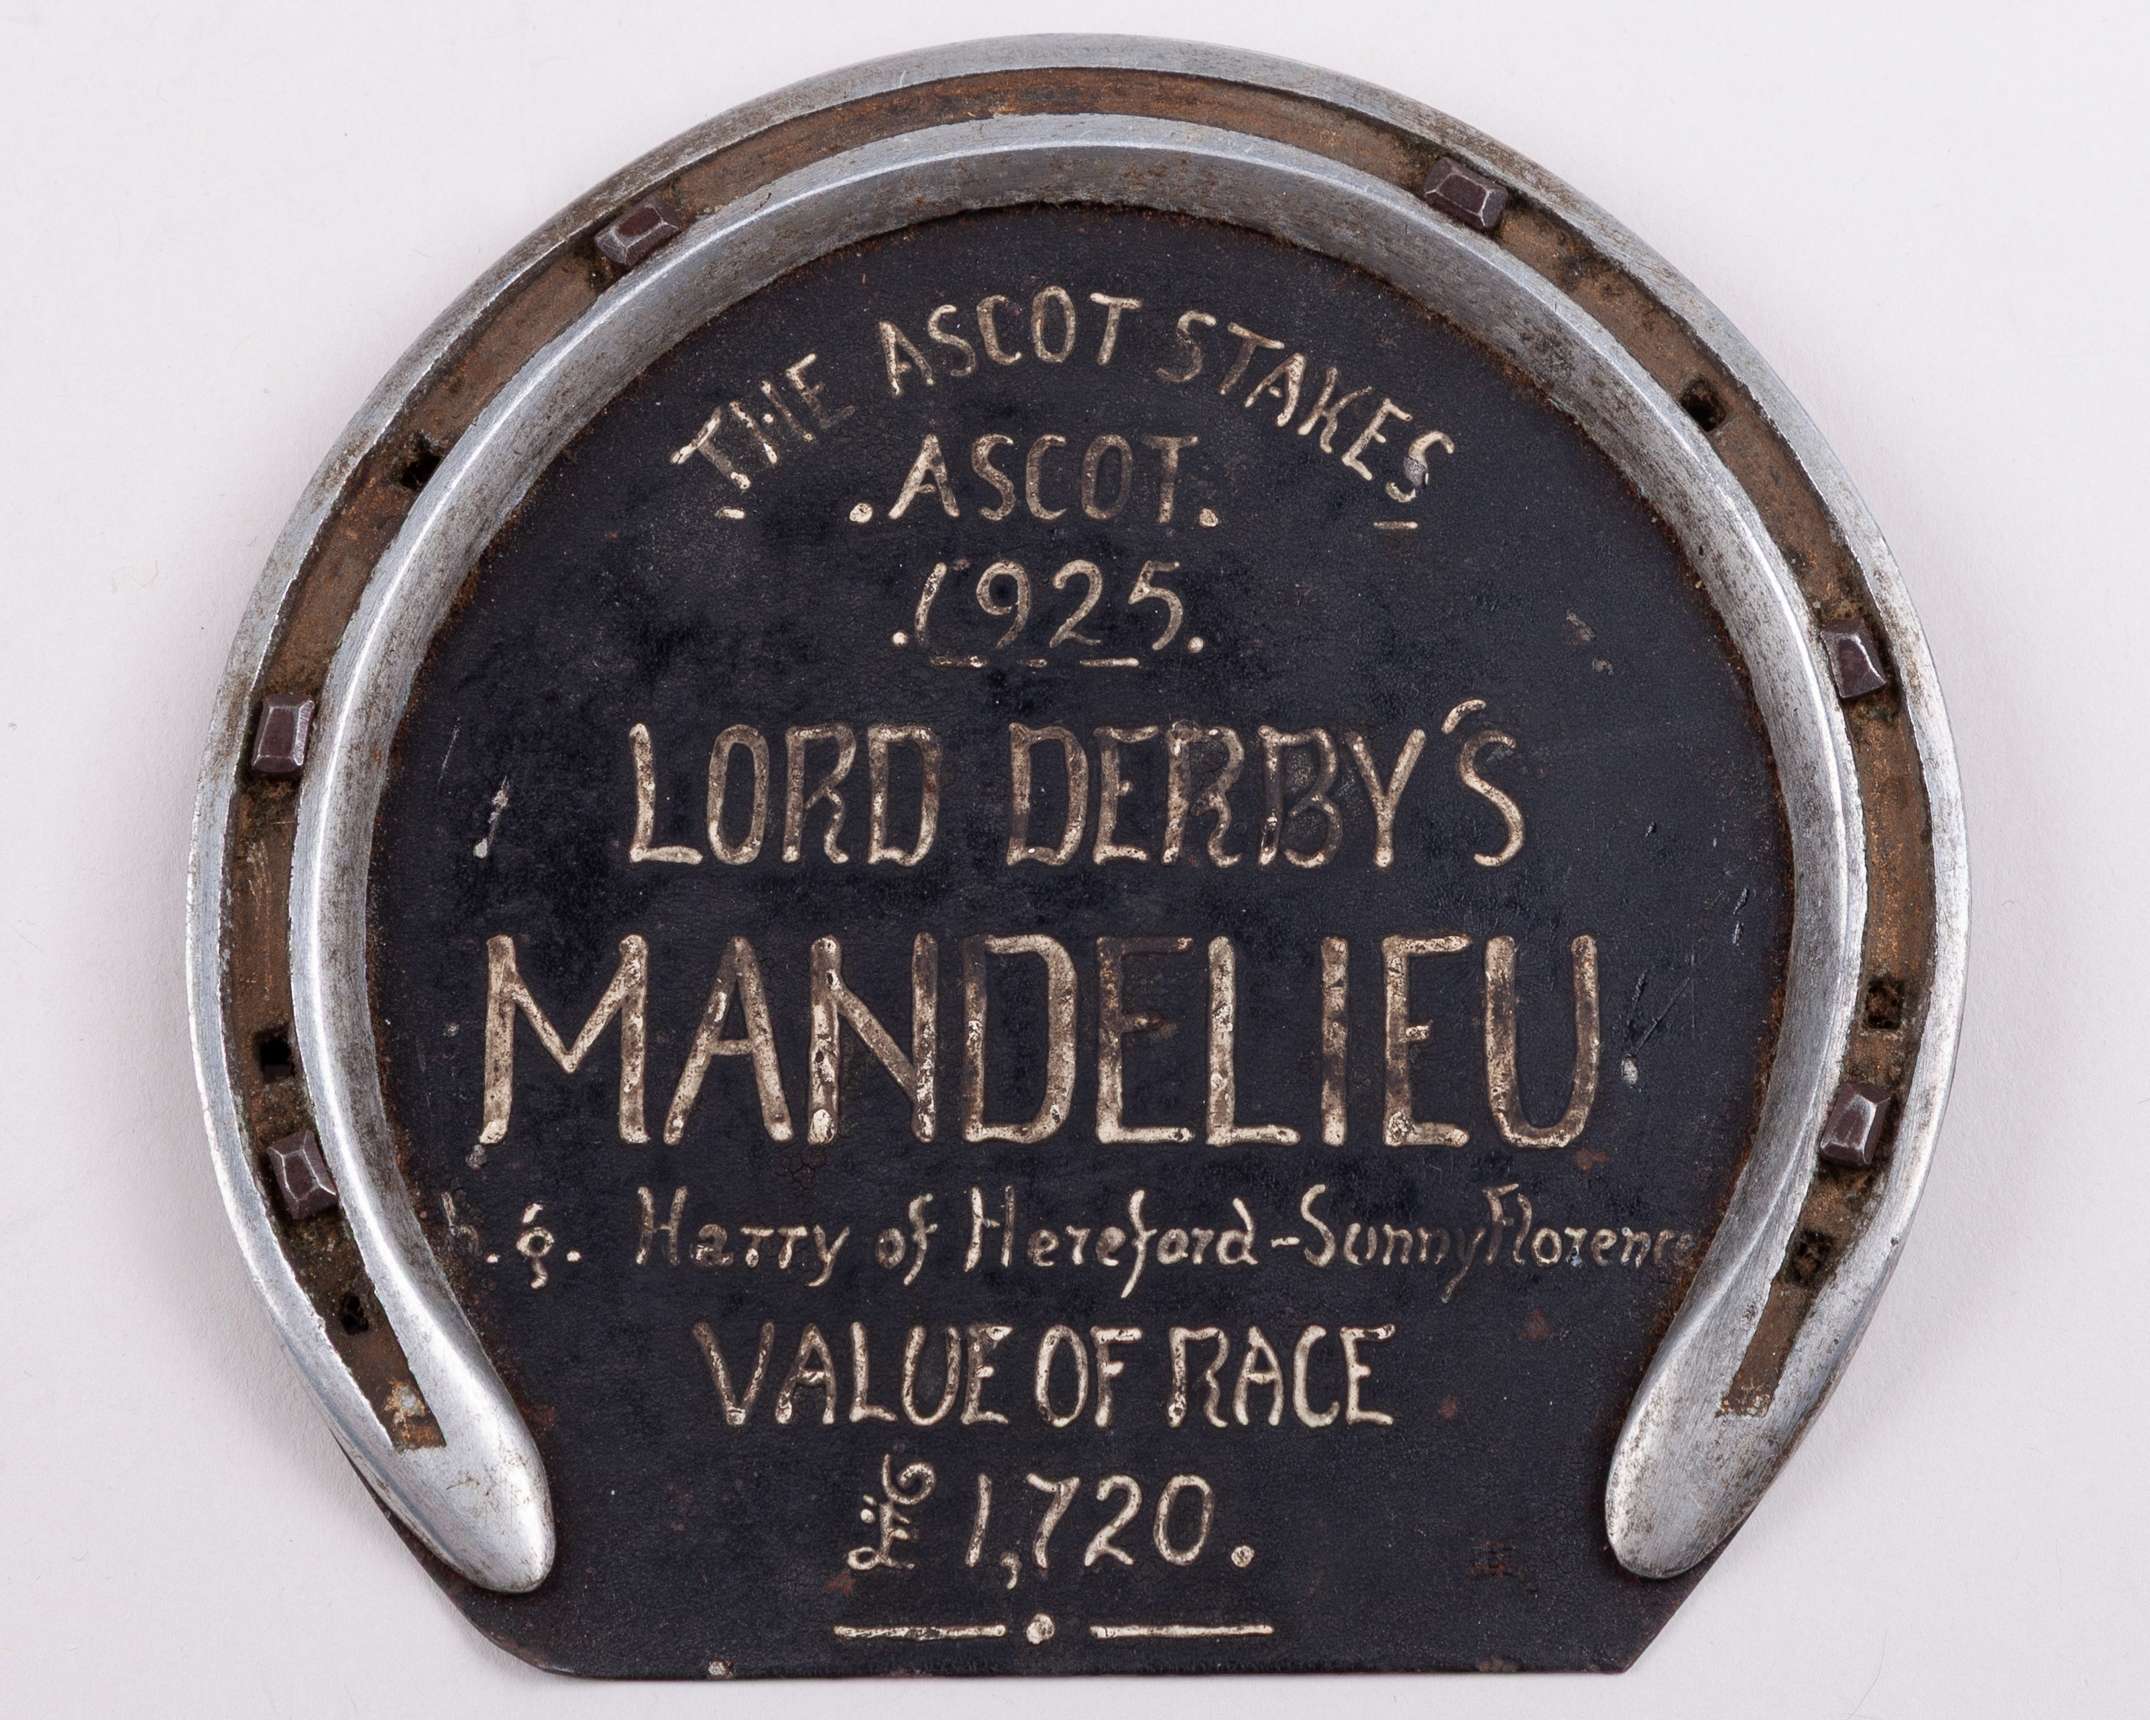 THE ASCOT STAKES
. ASCOT.
. 1925.
LORD DERBY'S
MANDELIEU
b. g. Harry of Hereford-Sunny Florence
VALUE OF RACE
£ 1,720.